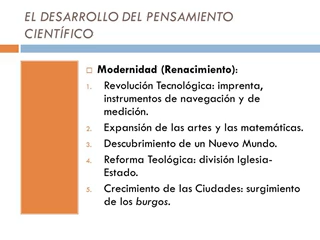 EL DESARROLLO DEL PENSAMIENTO
CIENTÍFICO
Modernidad (Renacimiento):
1. Revolución Tecnológica: imprenta,
instrumentos de navegación y de
medición.
2. Expansión de las artes y las matemáticas.
3. Descubrimiento de un Nuevo Mundo.
4. Reforma Teológica: división Iglesia-
Estado.
5. Crecimiento de las Ciudades: surgimiento
de los burgos.